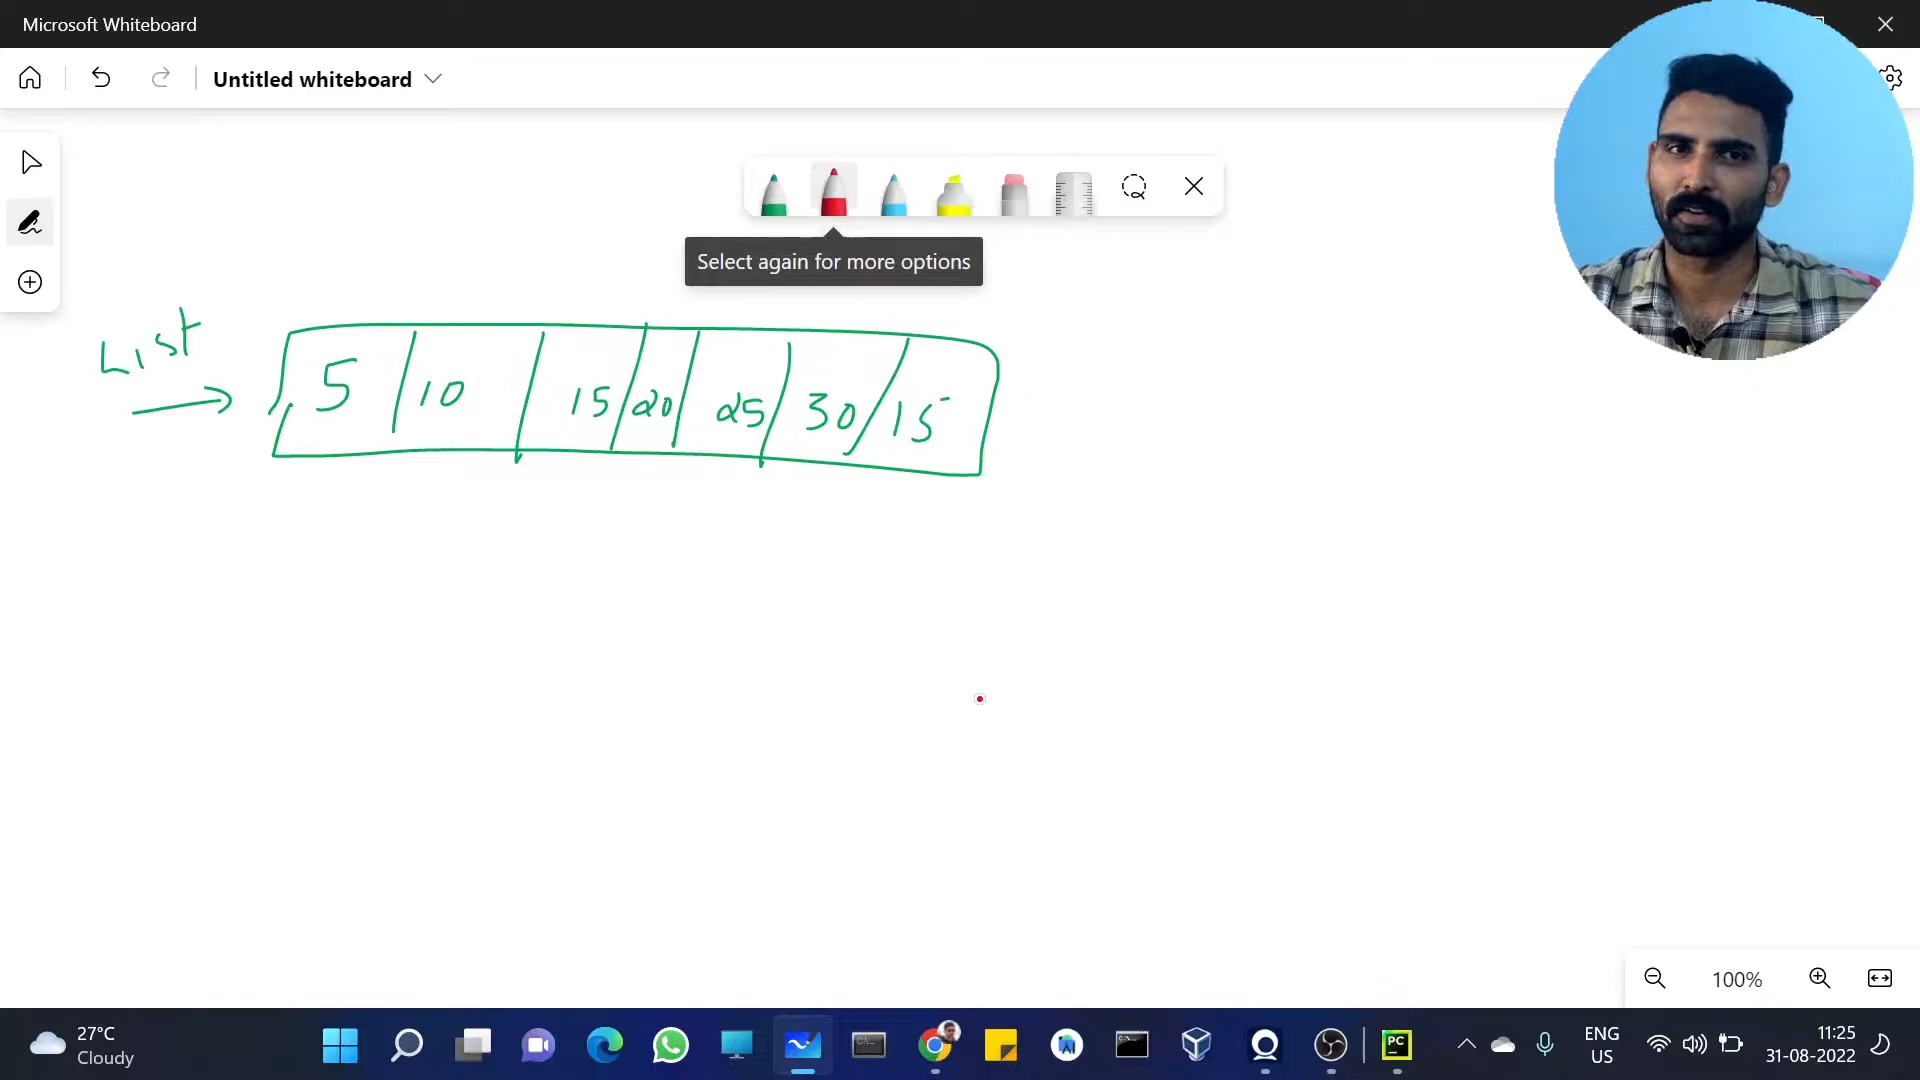 Microsoft Whiteboard
Untitled whiteboard
Select again for more options
List
5 10 15 20 25 30 15
100%
27°C
Cloudy
PC
ENG
US
11:25
31-08-2022